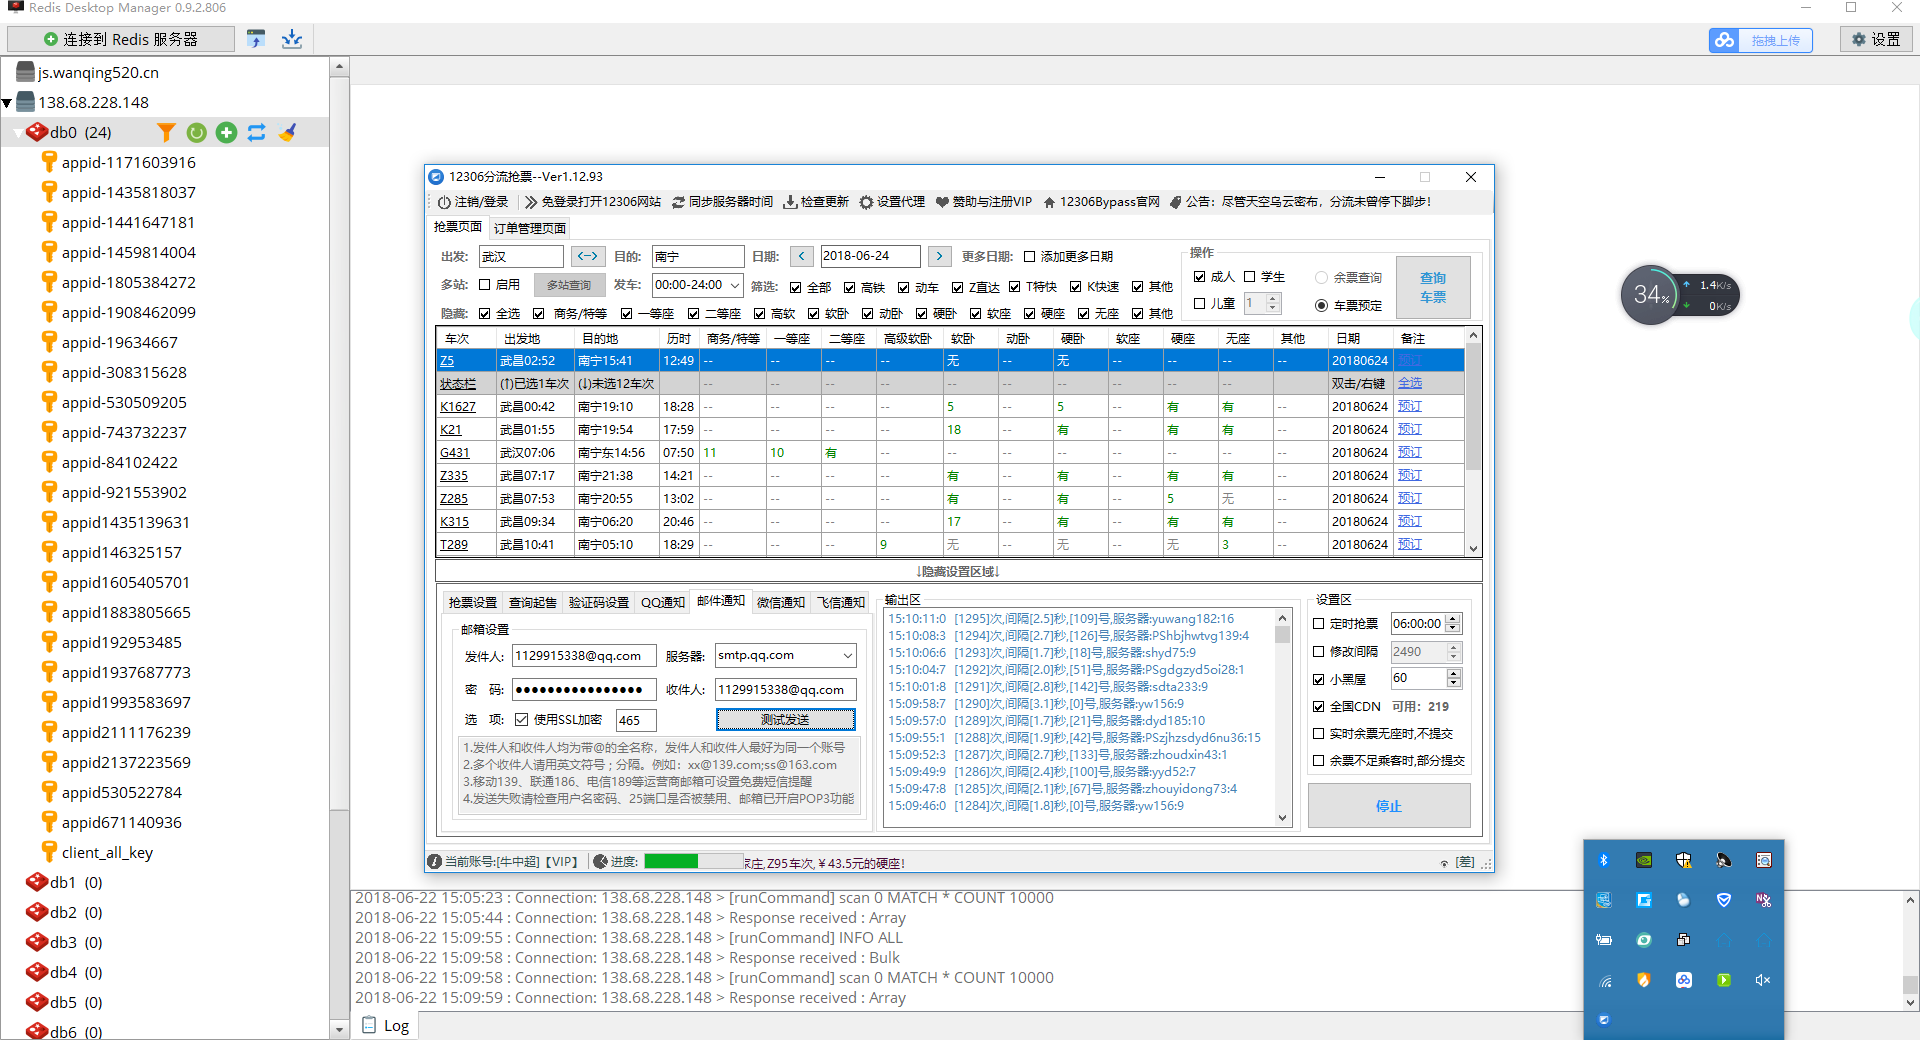 Redis Desktop Manager 0.9.2.806
连接到 Redis 服务器
拖拽上传
设置
js.wanqing520.cn
138.68.228.148
db0 (24)
appid-1171603916
appid-1435818037
appid-1441647181
appid-1459814004
appid-1805384272
appid-1908462099
appid-19634667
appid-308315628
appid-530509205
appid-743732237
appid-84102422
appid-921553902
appid1435139631
appid146325157
appid1605405701
appid1883805665
appid192953485
appid1937687773
appid1993583697
appid2111176239
appid2137223569
appid530522784
appid671140936
client_all_key
db1 (0)
db2 (0)
db3 (0)
db4 (0)
db5 (0)
db6 (0)
12306分流抢票--Ver1.12.93
注销/登录 免登录打开12306网站 同步服务器时间 检查更新 设置代理 赞助与注册VIP 12306Bypass官网 公告：尽管天空乌云密布，分流未曾停下脚步！
抢票页面 订单管理页面
出发: 武汉 <--> 目的: 南宁 日期: < 2018-06-24 > 更多日期: 添加更多日期
多站: 启用 多站查询 发车: 00:00-24:00 筛选: 全部 高铁 动车 Z直达 T特快 K快速 其他
隐藏: 全选 商务/特等 一等座 二等座 高软 软卧 动卧 硬卧 软座 硬座 无座 其他
操作
成人 学生 余票查询
儿童 1 车票预定
查询
车票
车次 出发地 目的地 历时 商务/特等 一等座 二等座 高级软卧 软卧 动卧 硬卧 软座 硬座 无座 其他 日期 备注
Z5 武昌02:52 南宁15:41 12:49 -- -- -- -- 无 -- 无 -- -- -- -- 20180624 预订
状态栏 (↑)已选1车次 (↓)未选12车次 -- -- -- -- -- -- -- -- -- -- 双击/右键 全选
K1627 武昌00:42 南宁19:10 18:28 -- -- -- -- 5 -- 5 -- 有 有 -- 20180624 预订
K21 武昌01:55 南宁19:54 17:59 -- -- -- -- 18 -- 有 -- 有 有 -- 20180624 预订
G431 武汉07:06 南宁东14:56 07:50 11 10 有 -- -- -- -- -- -- -- -- 20180624 预订
Z335 武昌07:17 南宁21:38 14:21 -- -- -- -- 有 -- 有 -- 有 有 -- 20180624 预订
Z285 武昌07:53 南宁20:55 13:02 -- -- -- -- 有 -- 有 -- 5 无 -- 20180624 预订
K315 武昌09:34 南宁06:20 20:46 -- -- -- -- 17 -- 有 -- 有 有 -- 20180624 预订
T289 武昌10:41 南宁05:10 18:29 -- -- -- 9 无 -- 无 -- 无 3 -- 20180624 预订
↓隐藏设置区域↓
抢票设置 查询起售 验证码设置 QQ通知 邮件通知 微信通知 飞信通知
邮箱设置
发件人: 1129915338@qq.com 服务器: smtp.qq.com
密 码: ●●●●●●●●●●●●●●●● 收件人: 1129915338@qq.com
选 项: 使用SSL加密 465 测试发送
1.发件人和收件人均为带@的全名称，发件人和收件人最好为同一个账号
2.多个收件人请用英文符号；分隔。例如：xx@139.com;ss@163.com
3.移动139、联通186、电信189等运营商邮箱可设置免费短信提醒
4.发送失败请检查用户名密码、25端口是否被禁用、邮箱已开启POP3功能
输出区
15:10:11:0 [1295]次,间隔[2.5]秒,[109]号,服务器:yuwang182:16
15:10:08:3 [1294]次,间隔[2.7]秒,[126]号,服务器:PShbjhwtvg139:4
15:10:06:6 [1293]次,间隔[1.7]秒,[18]号,服务器:shyd75:9
15:10:04:7 [1292]次,间隔[2.0]秒,[51]号,服务器:PSgdgzyd5oi28:1
15:10:01:8 [1291]次,间隔[2.8]秒,[142]号,服务器:sdta233:9
15:09:58:7 [1290]次,间隔[3.1]秒,[0]号,服务器:yw156:9
15:09:57:0 [1289]次,间隔[1.7]秒,[21]号,服务器:dyd185:10
15:09:55:1 [1288]次,间隔[1.9]秒,[42]号,服务器:PSzjhzsdyd6nu36:15
15:09:52:3 [1287]次,间隔[2.7]秒,[133]号,服务器:zhoudxin43:1
15:09:49:9 [1286]次,间隔[2.4]秒,[100]号,服务器:yyd52:7
15:09:47:8 [1285]次,间隔[2.1]秒,[67]号,服务器:zhouyidong73:4
15:09:46:0 [1284]次,间隔[1.8]秒,[0]号,服务器:yw156:9
设置区
定时抢票 06:00:00
修改间隔 2490
小黑屋 60
全国CDN 可用：219
实时余票无座时,不提交
余票不足乘客时,部分提交
停止
当前账号:[牛中超]【VIP】 进度: 家庄,Z95车次,￥43.5元的硬座! [差]
34% 1.4K/s
0K/s
2018-06-22 15:05:23 : Connection: 138.68.228.148 > [runCommand] scan 0 MATCH * COUNT 10000
2018-06-22 15:05:44 : Connection: 138.68.228.148 > Response received : Array
2018-06-22 15:09:55 : Connection: 138.68.228.148 > [runCommand] INFO ALL
2018-06-22 15:09:58 : Connection: 138.68.228.148 > Response received : Bulk
2018-06-22 15:09:58 : Connection: 138.68.228.148 > [runCommand] scan 0 MATCH * COUNT 10000
2018-06-22 15:09:59 : Connection: 138.68.228.148 > Response received : Array
Log